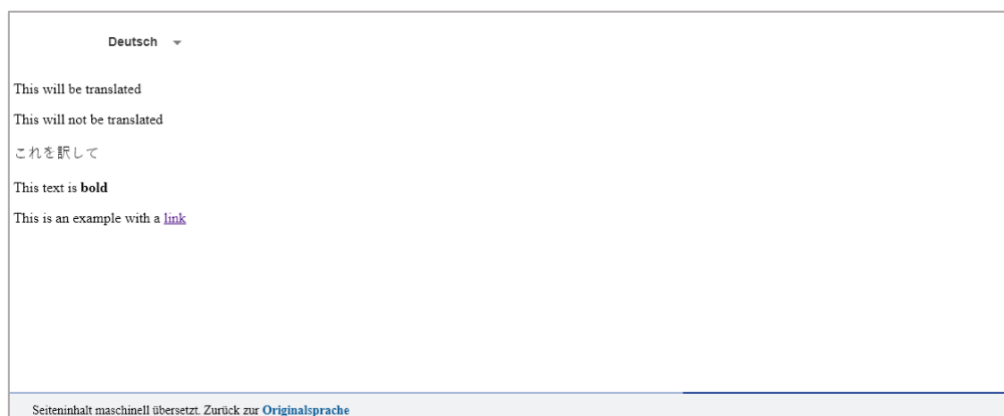 Deutsch
This will be translated
This will not be translated
これを訳して
This text is bold
This is an example with a link
Seiteninhalt maschinell übersetzt. Zurück zur Originalsprache